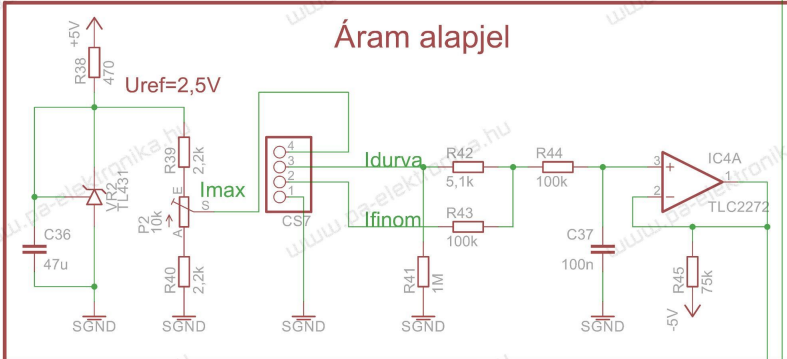 Áram alapjel
+5V
R38
470
Uref=2,5V
R39
2,2k
Imax
E
S
A
P2
10k
VR2
TL431
C36
47u
R40
2,2k
4
3
2
1
CS7
Idurva
Ifinom
R42
5,1k
R43
100k
R44
100k
R41
1M
C37
100n
IC4A
3
2
1
TLC2272
R45
75k
-5V
SGND
SGND
SGND
SGND
SGND
www.pa-elektronika.hu